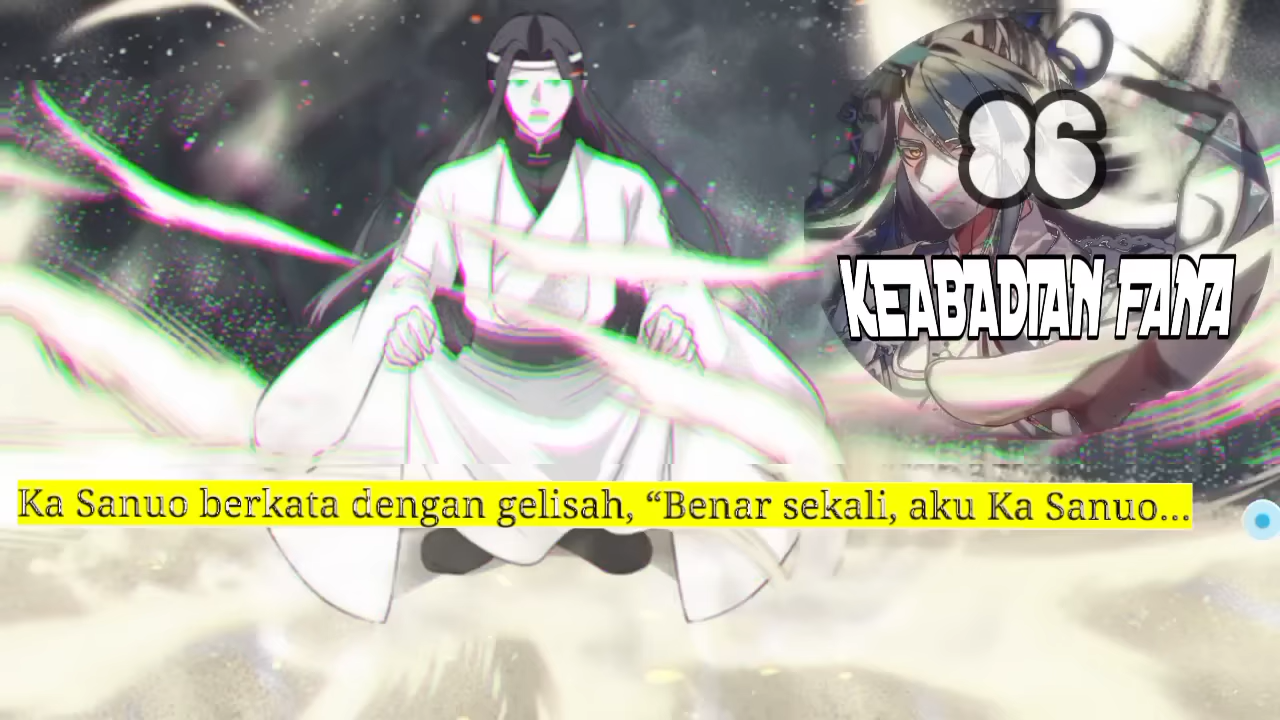 86
KEABADIAN FANA
Ka Sanuo berkata dengan gelisah, “Benar sekali, aku Ka Sanuo...